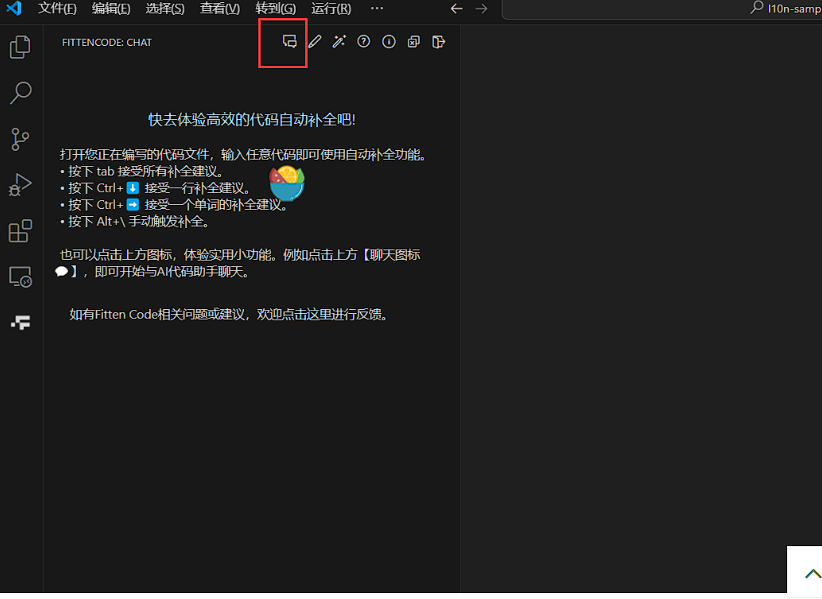 文件(F) 编辑(E) 选择(S) 查看(V) 转到(G) 运行(R) ···
l10n-samp
FITTENCODE: CHAT
快去体验高效的代码自动补全吧!
打开您正在编写的代码文件，输入任意代码即可使用自动补全功能。
• 按下 tab 接受所有补全建议。
• 按下 Ctrl+⬇️ 接受一行补全建议。
• 按下 Ctrl+➡️ 接受一个单词的补全建议。
• 按下 Alt+\ 手动触发补全。
也可以点击上方图标，体验实用小功能。例如点击上方【聊天图标
💬】，即可开始与AI代码助手聊天。
如有Fitten Code相关问题或建议，欢迎点击这里进行反馈。